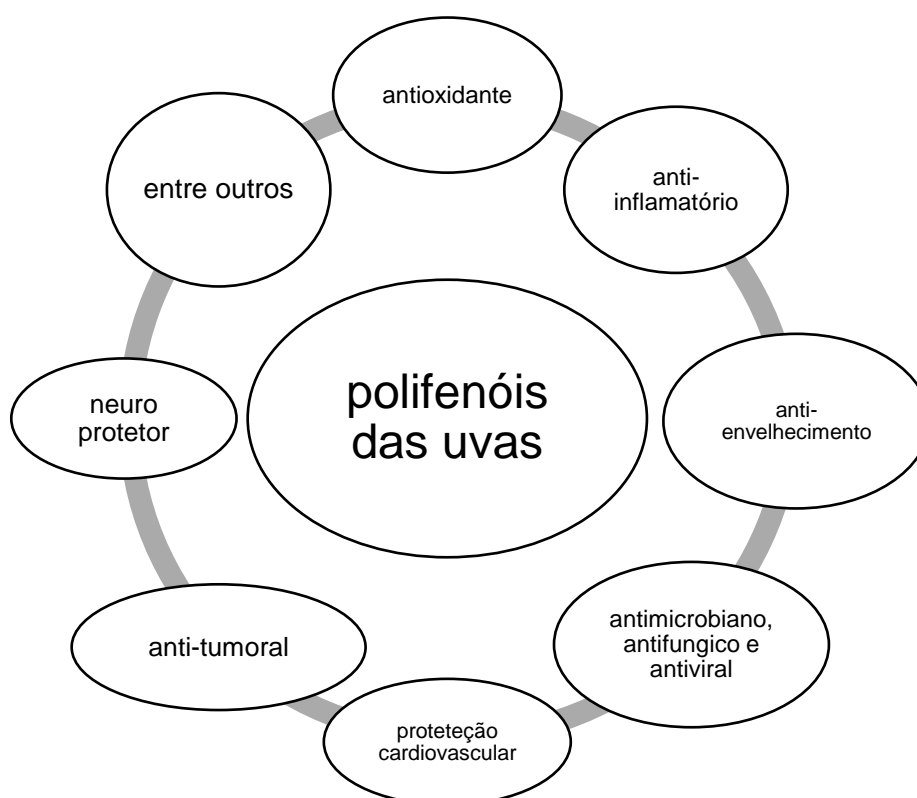 antioxidante
anti-
inflamatório
anti-
envelhecimento
antimicrobiano,
antifungico e
antiviral
proteteção
cardiovascular
anti-tumoral
neuro
protetor
entre outros
polifenóis
das uvas